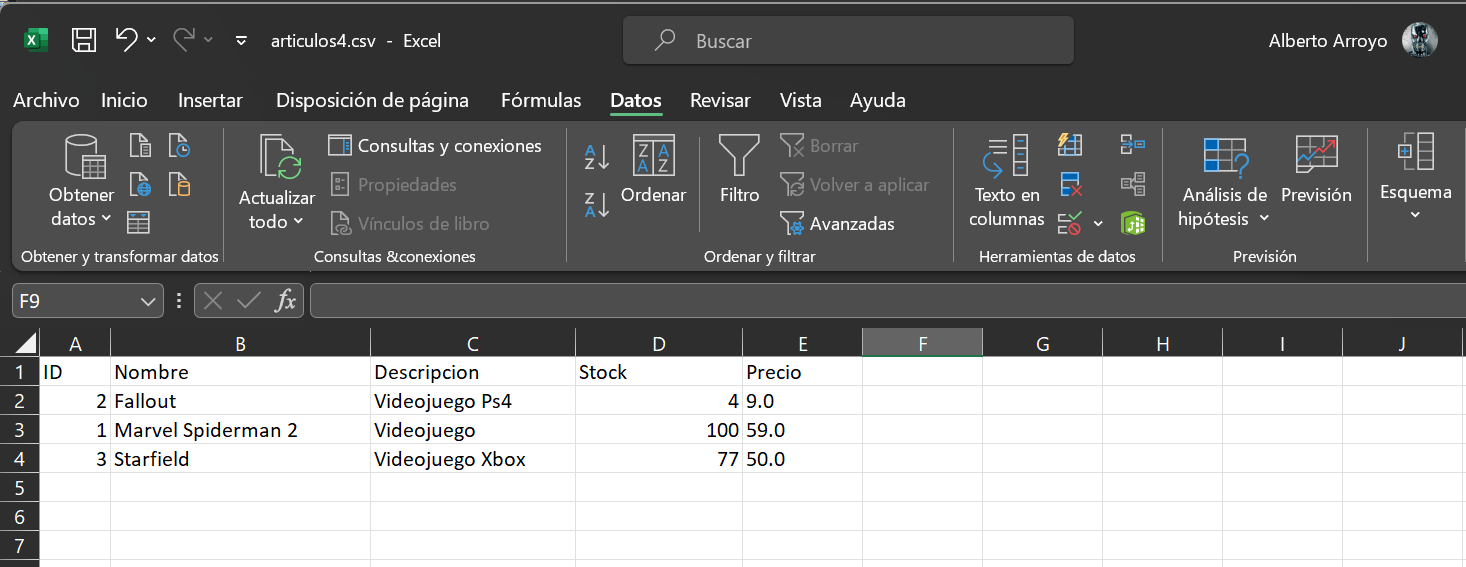 articulos4.csv - Excel
Buscar
Alberto Arroyo
Archivo Inicio Insertar Disposición de página Fórmulas Datos Revisar Vista Ayuda
Obtener datos
Obtener y transformar datos
Actualizar todo
Consultas y conexiones
Propiedades
Vínculos de libro
Consultas &conexiones
A Z
Z A
Z A A Z
Ordenar
Filtro
Borrar
Volver a aplicar
Avanzadas
Ordenar y filtrar
Texto en columnas
Herramientas de datos
Análisis de hipótesis
Previsión
Previsión
Esquema
F9
fx
A B C D E F G H I J
1 ID Nombre Descripcion Stock Precio
2 2 Fallout Videojuego Ps4 4 9.0
3 1 Marvel Spiderman 2 Videojuego 100 59.0
4 3 Starfield Videojuego Xbox 77 50.0
5
6
7